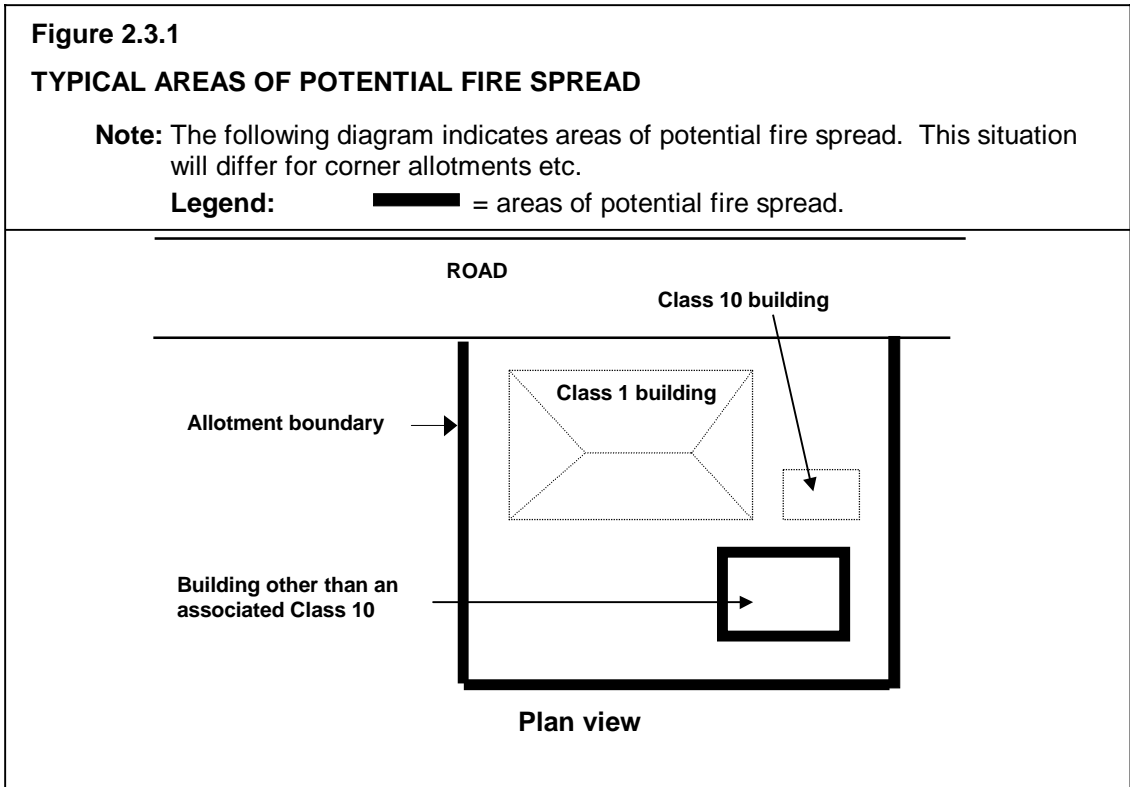 Figure 2.3.1
TYPICAL AREAS OF POTENTIAL FIRE SPREAD
Note: The following diagram indicates areas of potential fire spread. This situation
will differ for corner allotments etc.
Legend: = areas of potential fire spread.
ROAD
Class 10 building
Class 1 building
Allotment boundary
Building other than an
associated Class 10
Plan view